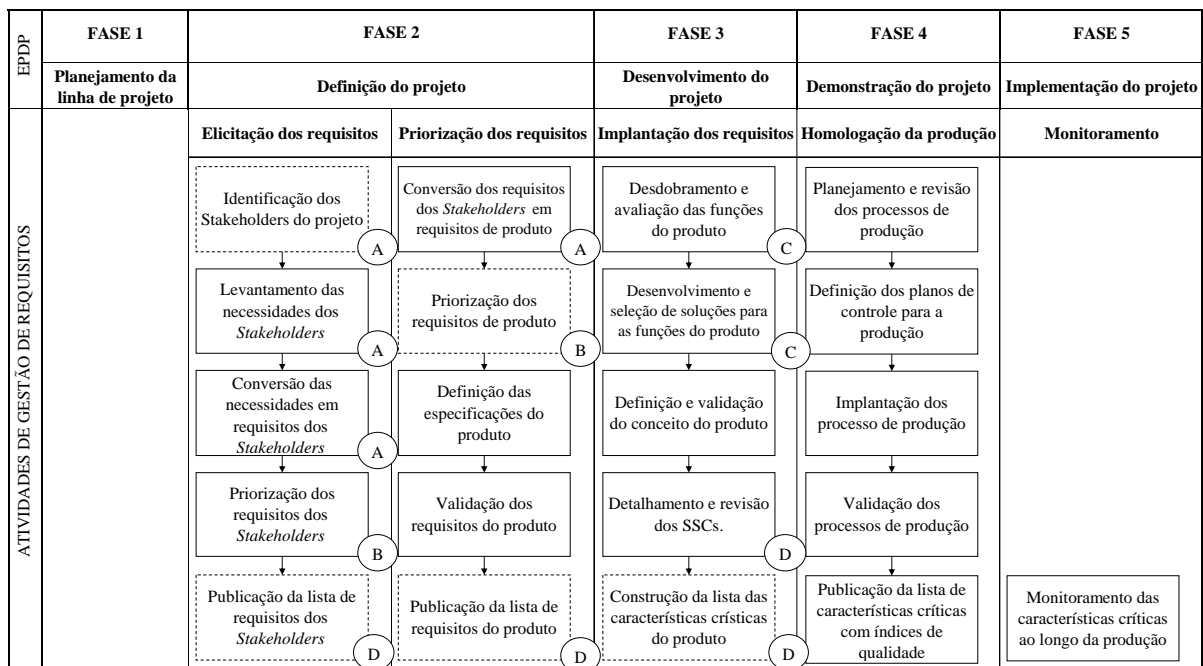 EPDP
FASE 1
FASE 2
FASE 3
FASE 4
FASE 5
Planejamento da
linha de projeto
Definição do projeto
Desenvolvimento do
projeto
Demonstração do projeto
Implementação do projeto
ATIVIDADES DE GESTÃO DE REQUISITOS
Elicitação dos requisitos
Priorização dos requisitos
Implantação dos requisitos
Homologação da produção
Monitoramento
Identificação dos
Stakeholders do projeto
A
Levantamento das
necessidades dos
Stakeholders
A
Conversão das
necessidades em
requisitos dos
Stakeholders
A
Priorização dos
requisitos dos
Stakeholders
B
Publicação da lista de
requisitos dos
Stakeholders
D
Conversão dos requisitos
dos Stakeholders em
requisitos de produto
A
Priorização dos
requisitos de produto
B
Definição das
especificações do
produto
Validação dos
requisitos do produto
Publicação da lista de
requisitos do produto
D
Desdobramento e
avaliação das funções
do produto
C
Desenvolvimento e
seleção de soluções para
as funções do produto
C
Definição e validação
do conceito do produto
Detalhamento e revisão
dos SSCs.
D
Construção da lista das
características crísticas
do produto
D
Planejamento e revisão
dos processos de
produção
Definição dos planos de
controle para a
produção
Implantação dos
processo de produção
Validação dos
processos de produção
Publicação da lista de
características críticas
com índices de
qualidade
Monitoramento das
características críticas
ao longo da produção